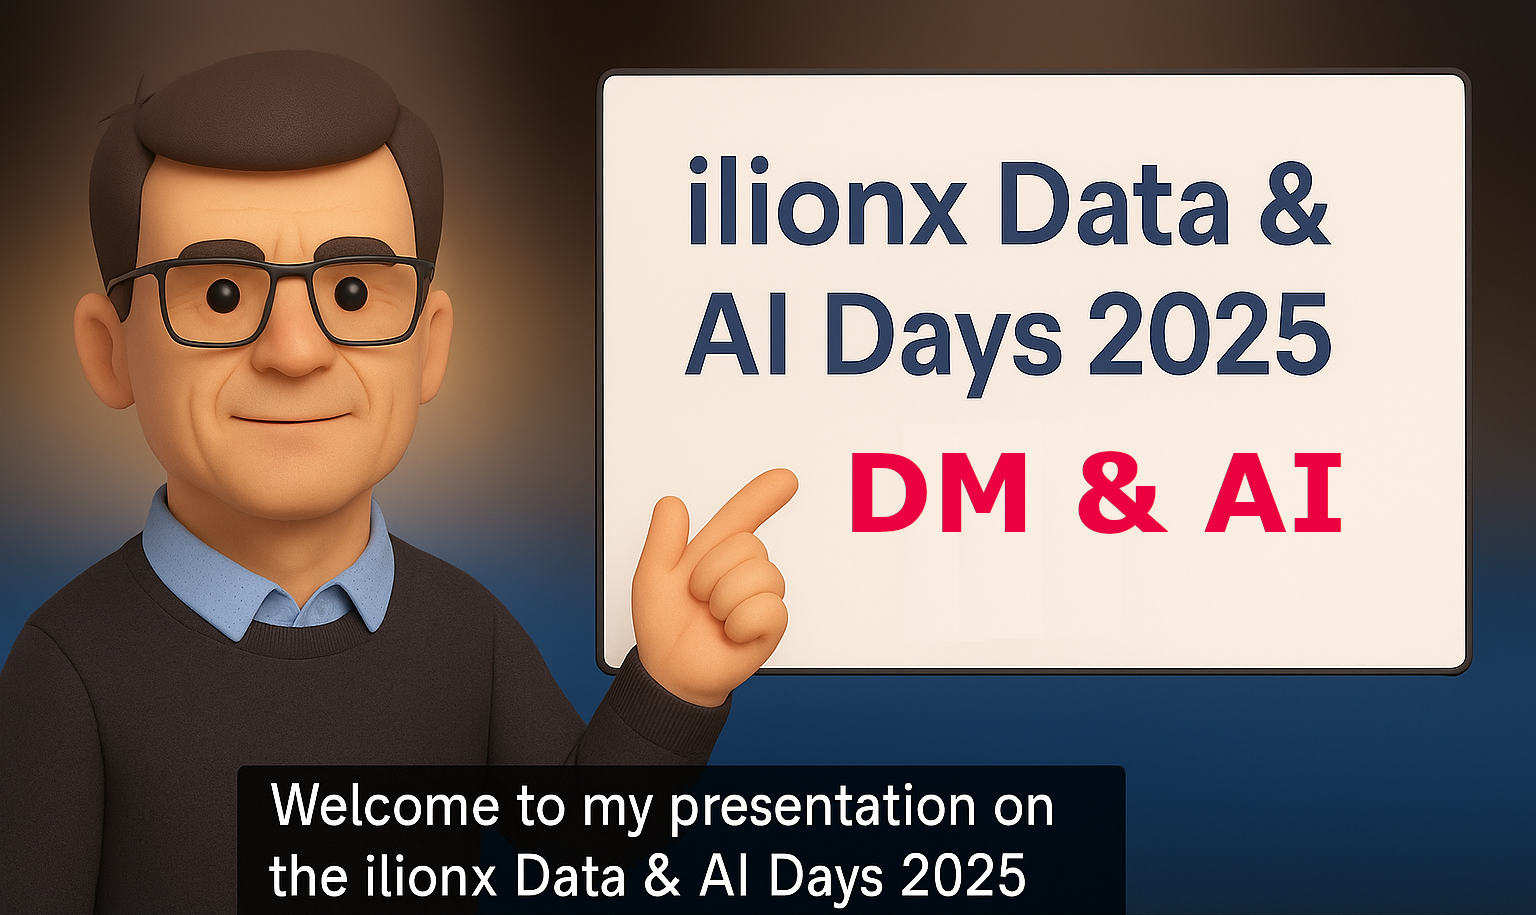 ilionx Data &
AI Days 2025
DM & AI
Welcome to my presentation on
the ilionx Data & AI Days 2025